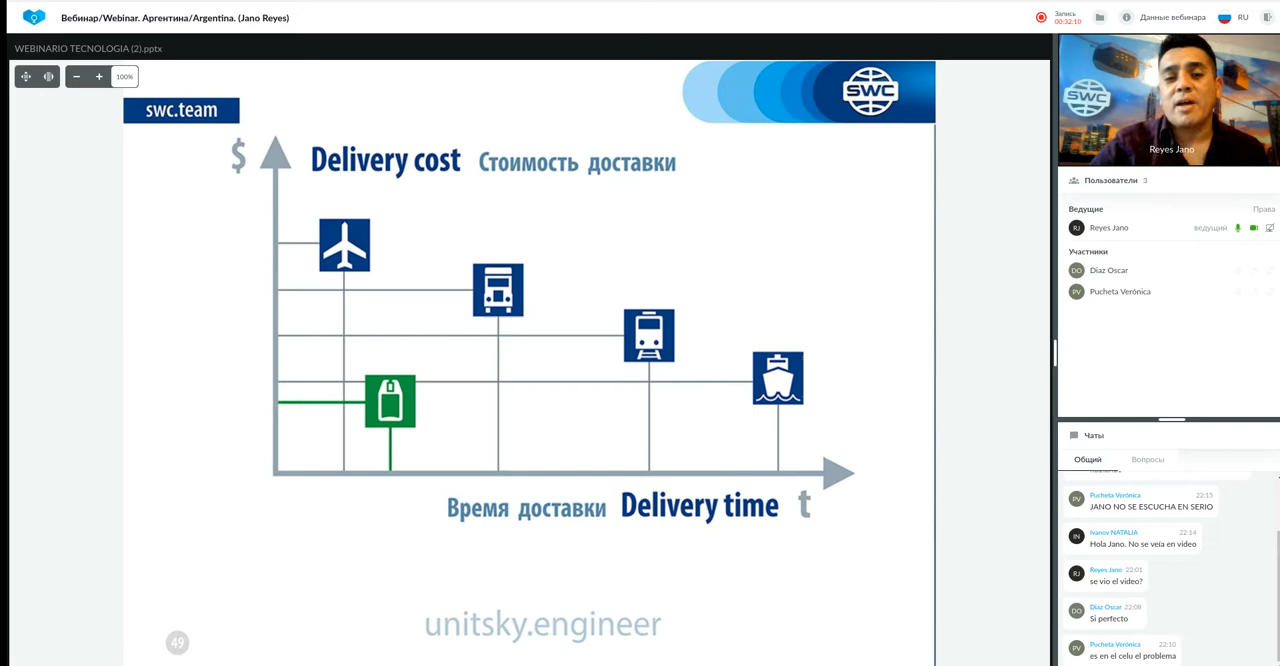 Вебинар/Webinar. Аргентина/Argentina. (Jano Reyes)
Запись
00:32:10
Данные вебинара
RU
WEBINARIO TECNOLOGIA (2).pptx
100%
swc.team
SWC
$
Delivery cost Стоимость доставки
Время доставки Delivery time t
unitsky.engineer
49
SWC
Reyes Jano
Пользователи 3
Ведущие Права
RJ Reyes Jano ведущий
Участники
DO Diaz Oscar
PV Pucheta Verónica
Чаты
Общий Вопросы
PV Pucheta Verónica 22:15
JANO NO SE ESCUCHA EN SERIO
IN Ivanov NATALIA 22:14
Hola Jano. No se veía en video
RJ Reyes Jano 22:01
se vio el video?
DO Diaz Oscar 22:08
Si perfecto
PV Pucheta Verónica 22:10
es en el celu el problema